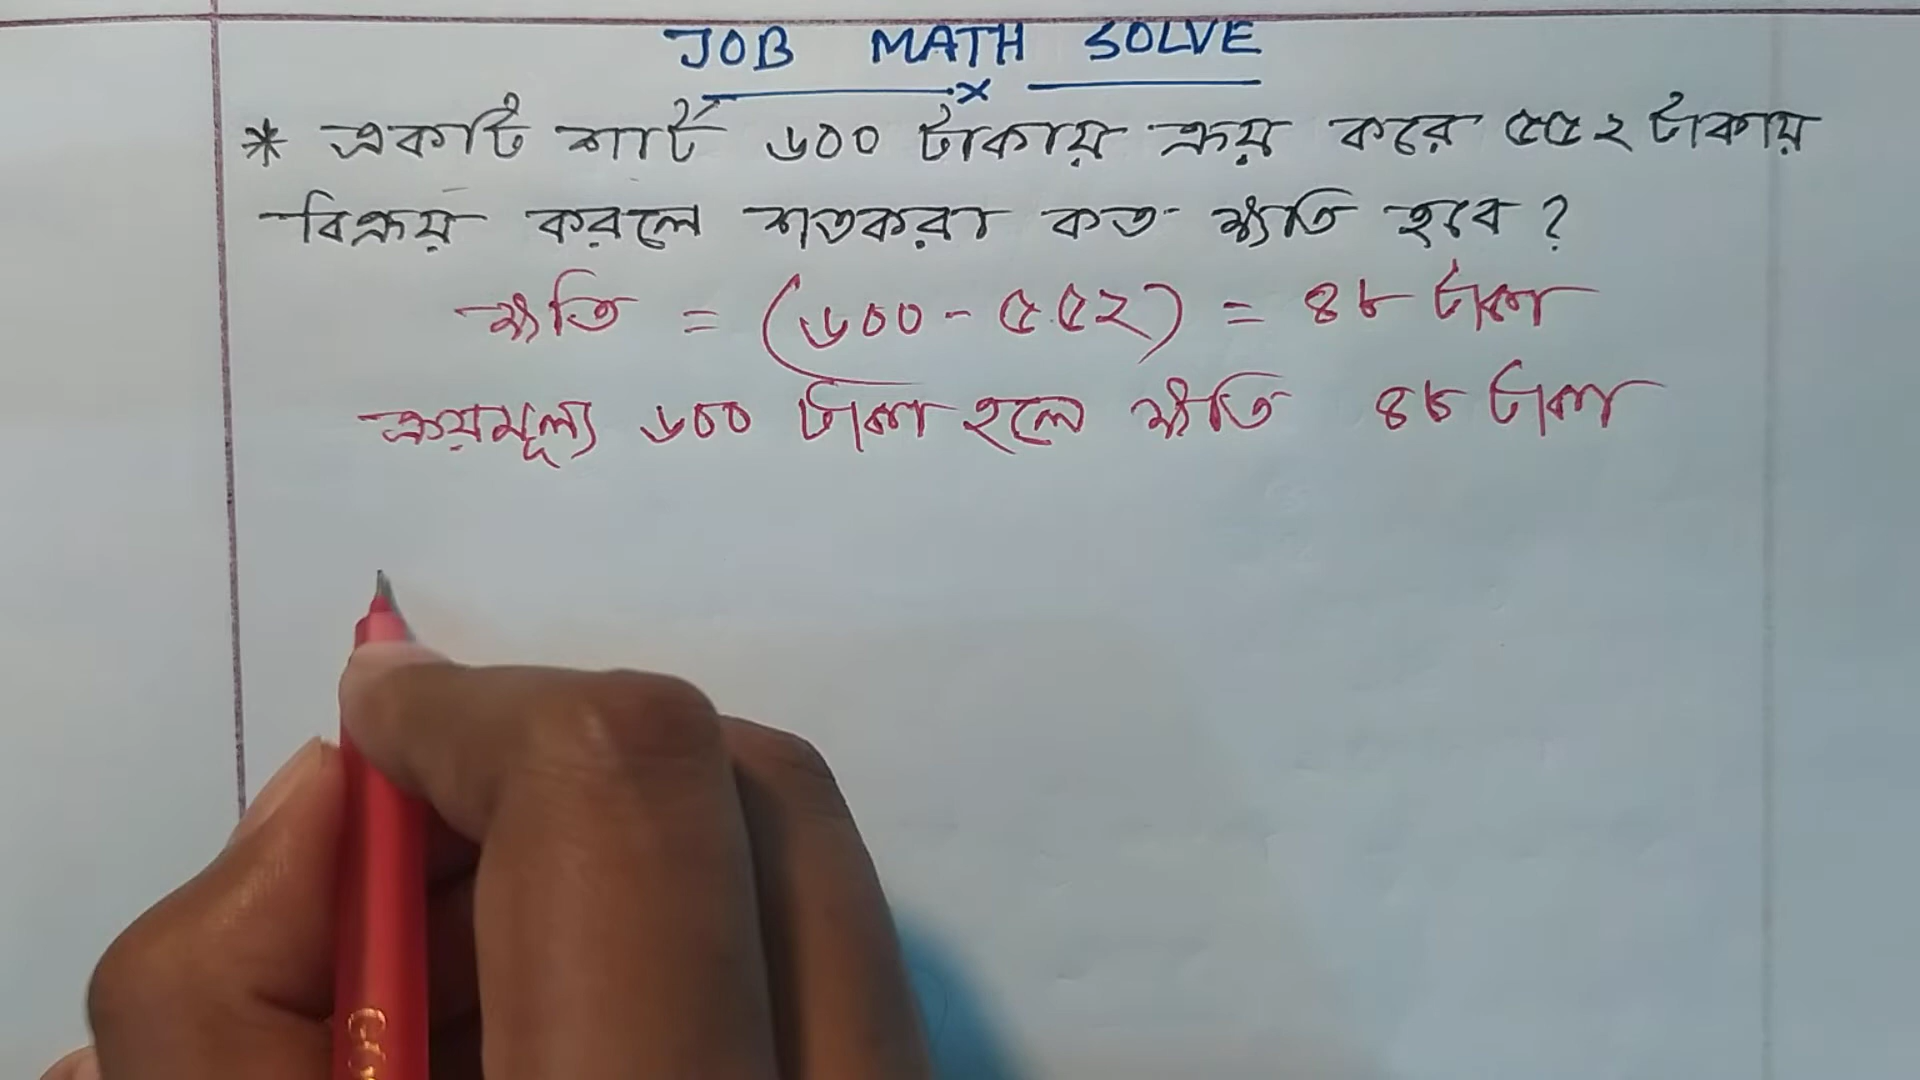 JOB MATH SOLVE
* একটি শার্ট ৬০০ টাকায় ক্রয় করে ৫৫২ টাকায়
বিক্রয় করলে শতকরা কত ক্ষতি হবে ?
ক্ষতি = (৬০০ - ৫৫২) = ৪৮ টাকা
ক্রয়মূল্য ৬০০ টাকা হলে ক্ষতি ৪৮ টাকা